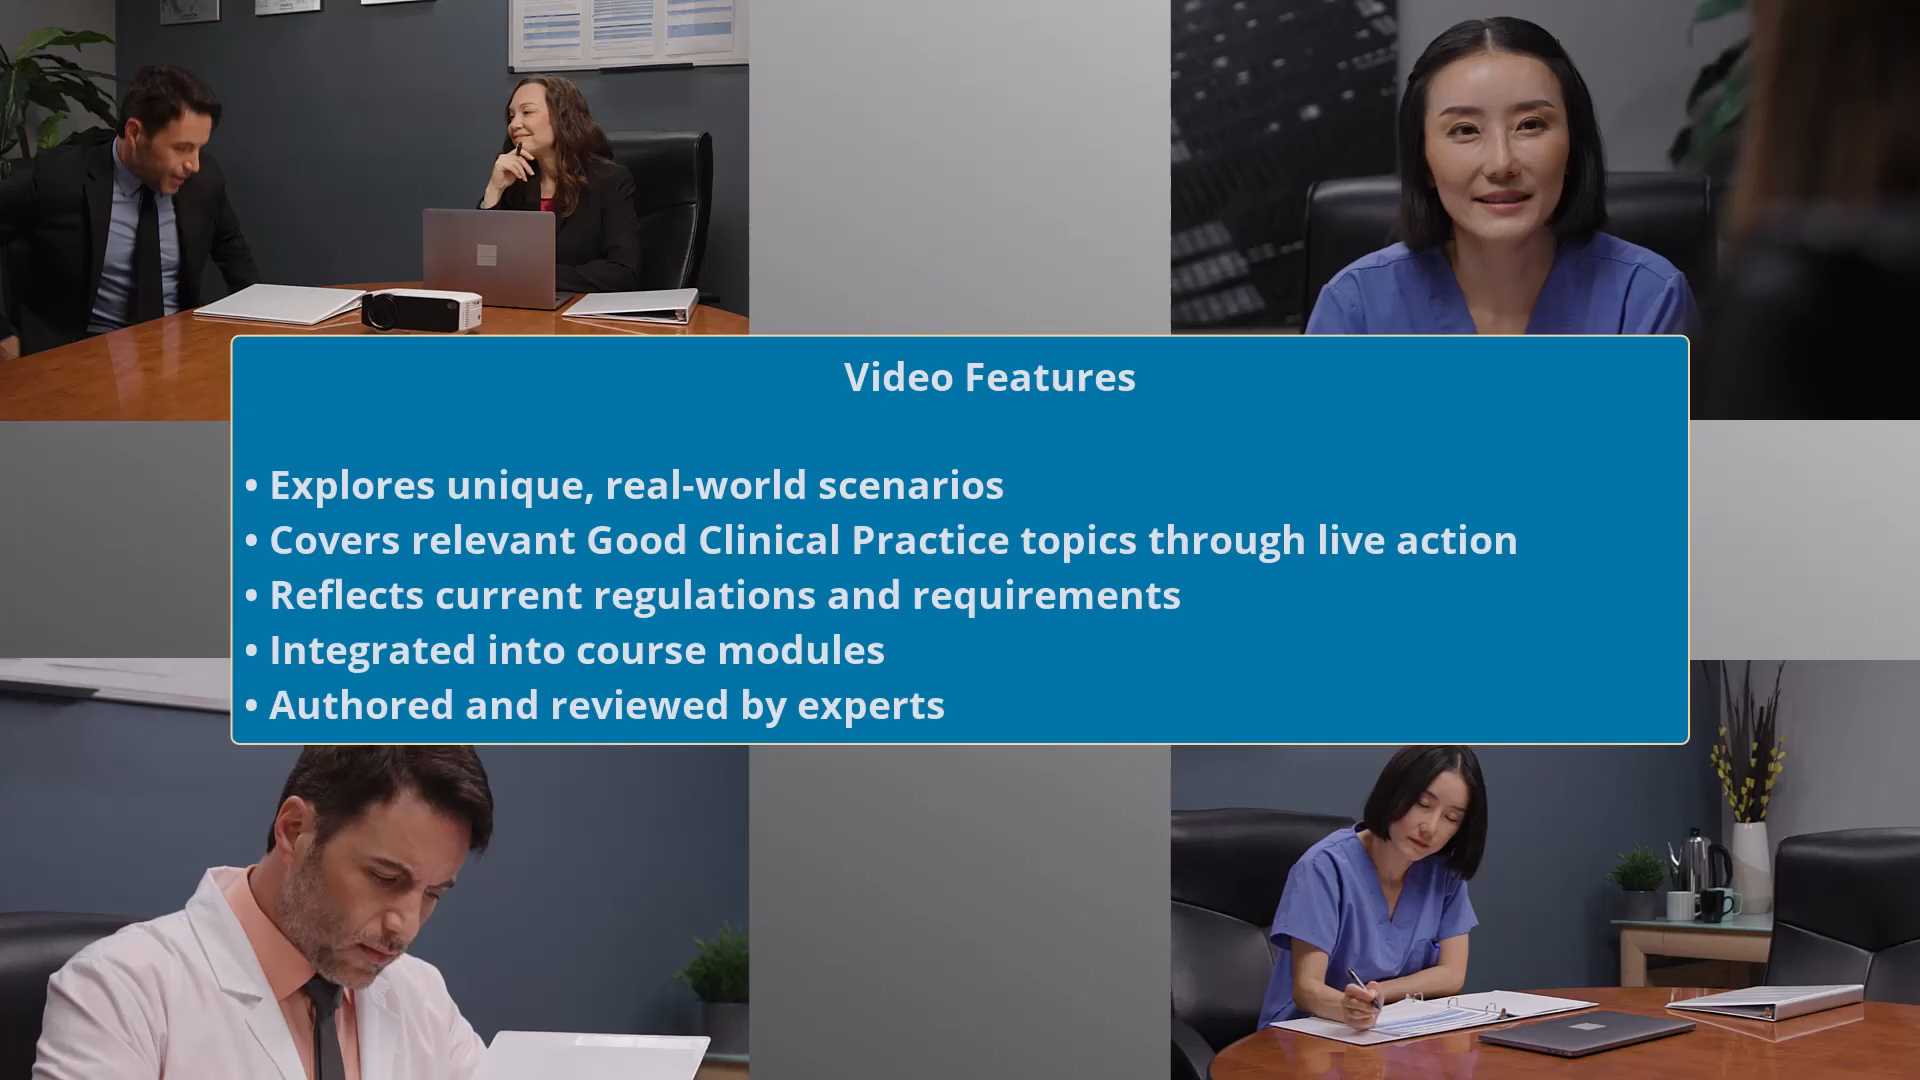 Video Features
• Explores unique, real-world scenarios
• Covers relevant Good Clinical Practice topics through live action
• Reflects current regulations and requirements
• Integrated into course modules
• Authored and reviewed by experts